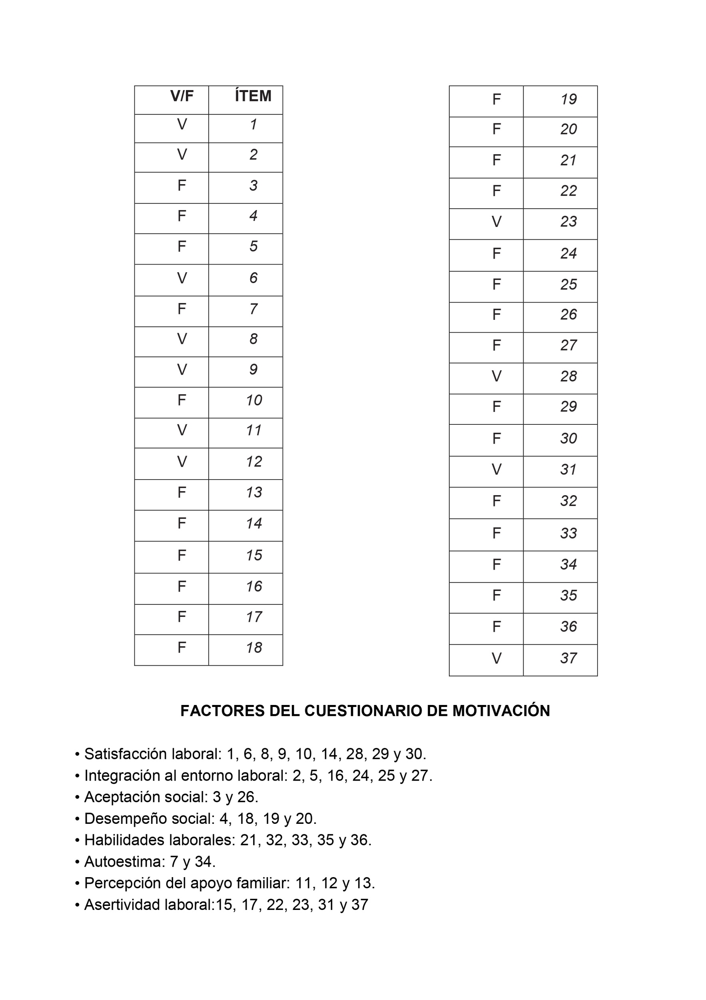 V/F ÍTEM
V 1
V 2
F 3
F 4
F 5
V 6
F 7
V 8
V 9
F 10
V 11
V 12
F 13
F 14
F 15
F 16
F 17
F 18
F 19
F 20
F 21
F 22
V 23
F 24
F 25
F 26
F 27
V 28
F 29
F 30
V 31
F 32
F 33
F 34
F 35
F 36
V 37
FACTORES DEL CUESTIONARIO DE MOTIVACIÓN
• Satisfacción laboral: 1, 6, 8, 9, 10, 14, 28, 29 y 30.
• Integración al entorno laboral: 2, 5, 16, 24, 25 y 27.
• Aceptación social: 3 y 26.
• Desempeño social: 4, 18, 19 y 20.
• Habilidades laborales: 21, 32, 33, 35 y 36.
• Autoestima: 7 y 34.
• Percepción del apoyo familiar: 11, 12 y 13.
• Asertividad laboral:15, 17, 22, 23, 31 y 37